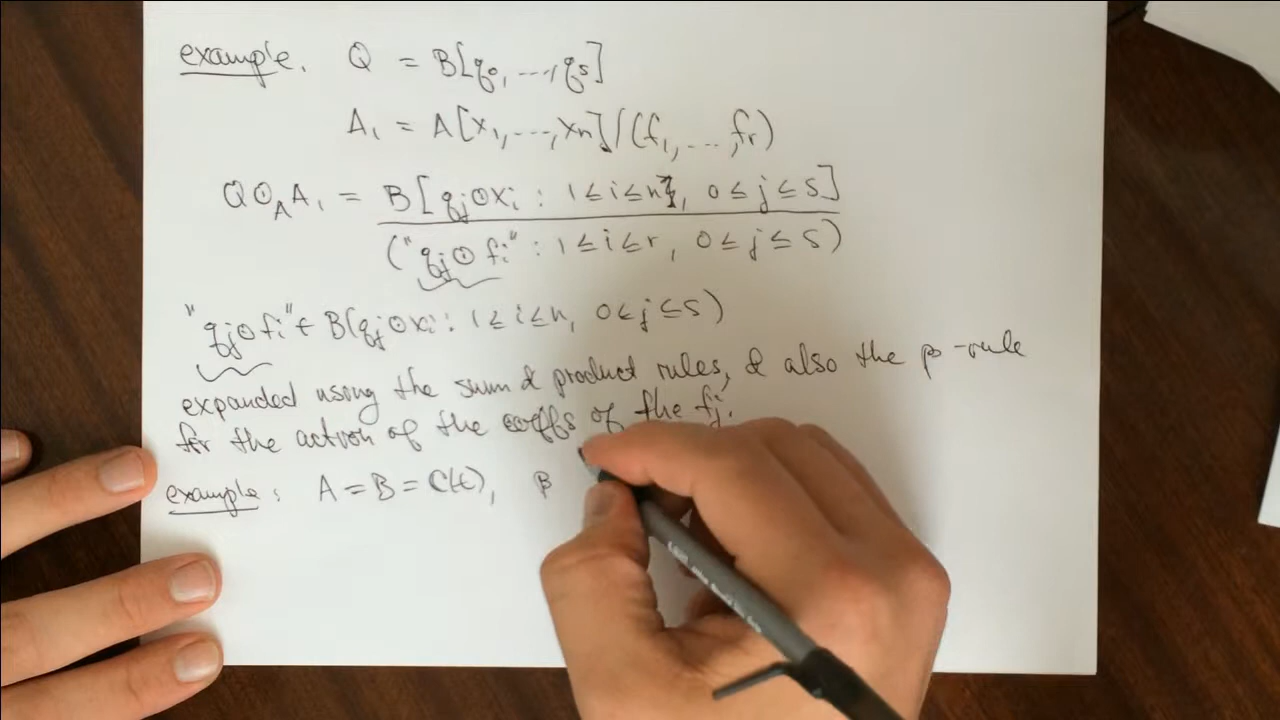 example. Q = B[q0, ..., qs]
A1 = A[x1, ..., xn]/(f1, ..., fr)
Q⊙_A A1 = B[qj⊙xi : 1≤i≤n, 0≤j≤s]
("qj⊙fi" : 1≤i≤r, 0≤j≤s)
"qj⊙fi" ∈ B[qj⊙xi : 1≤i≤n, 0≤j≤s)
expanded using the sum & product rules, & also the β-rule
for the action of the coeffs of the fj.
example: A = B = C(t), β